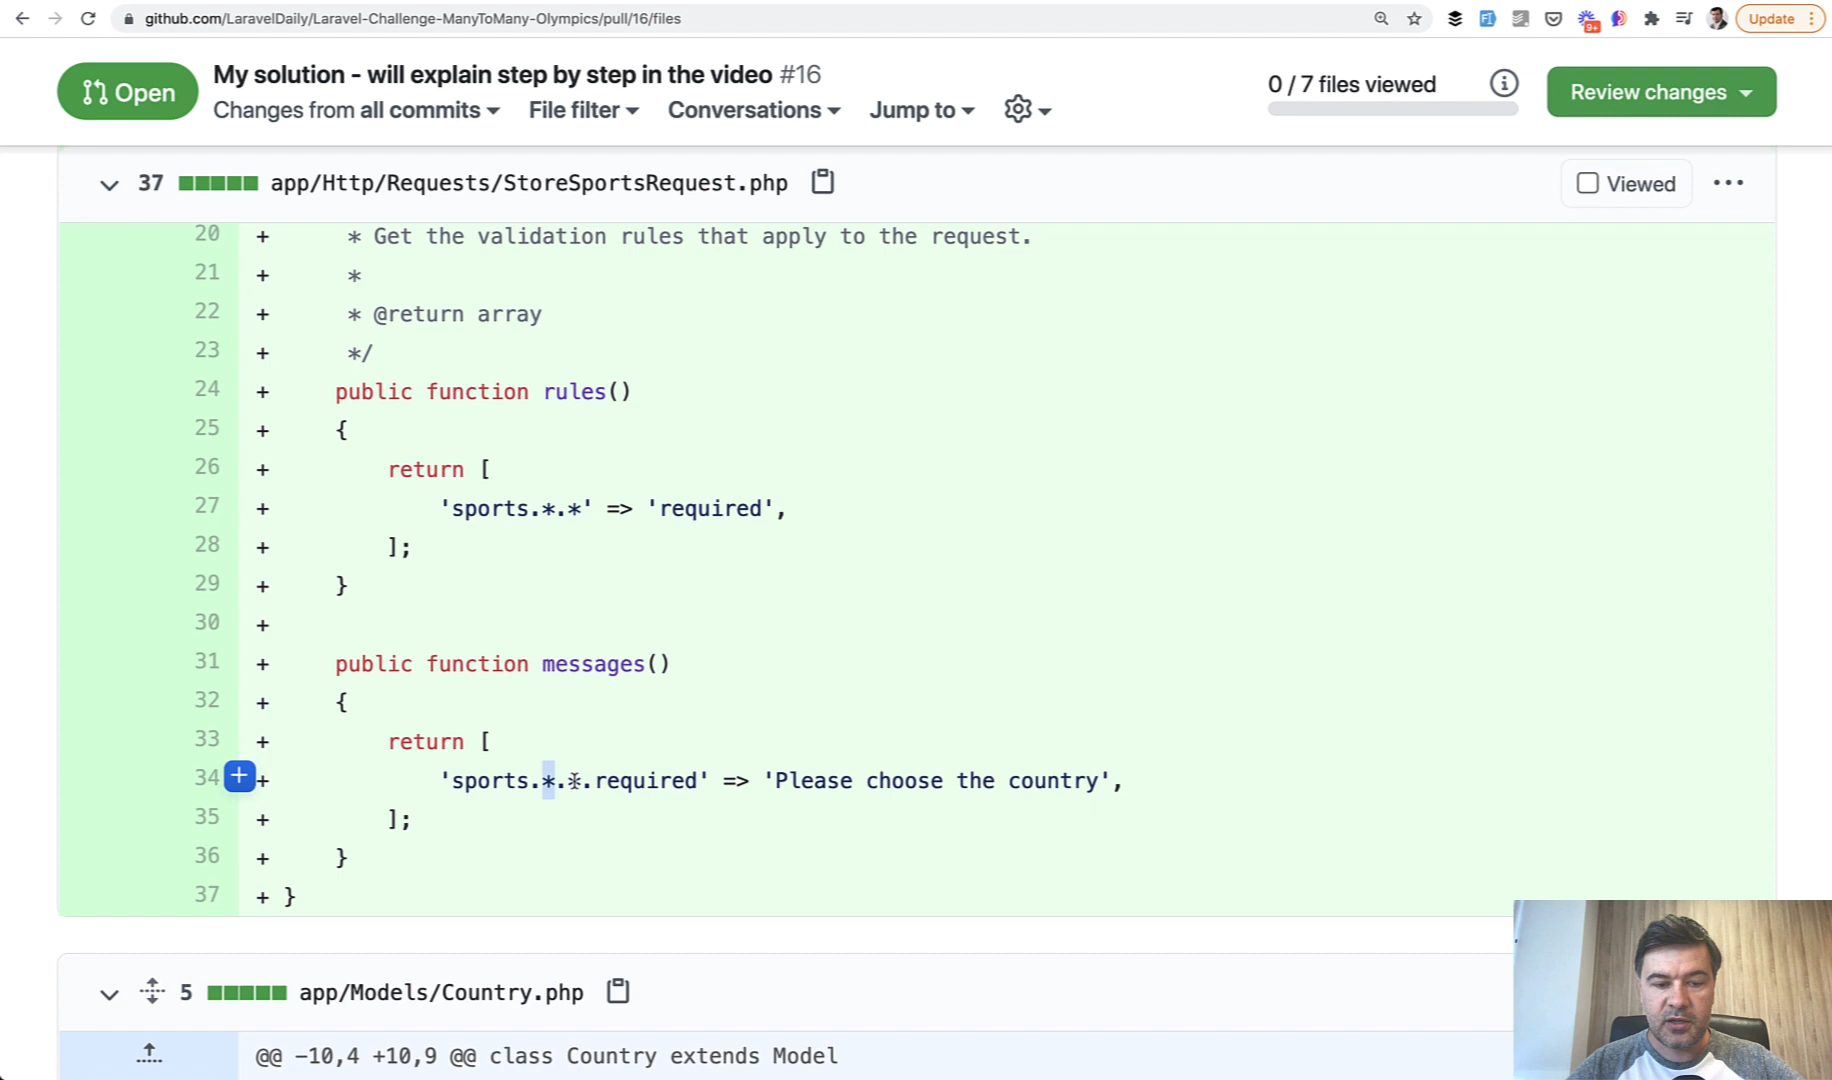 github.com/LaravelDaily/Laravel-Challenge-ManyToMany-Olympics/pull/16/files
9+
Update
Open
My solution - will explain step by step in the video #16
Changes from all commits
File filter
Conversations
Jump to
0 / 7 files viewed
Review changes
37 app/Http/Requests/StoreSportsRequest.php
Viewed
20 + * Get the validation rules that apply to the request.
21 + *
22 + * @return array
23 + */
24 + public function rules()
25 + {
26 + return [
27 + 'sports.*.*' => 'required',
28 + ];
29 + }
30 +
31 + public function messages()
32 + {
33 + return [
34 + 'sports.*.*.required' => 'Please choose the country',
35 + ];
36 + }
37 + }
5 app/Models/Country.php
@@ -10,4 +10,9 @@ class Country extends Model